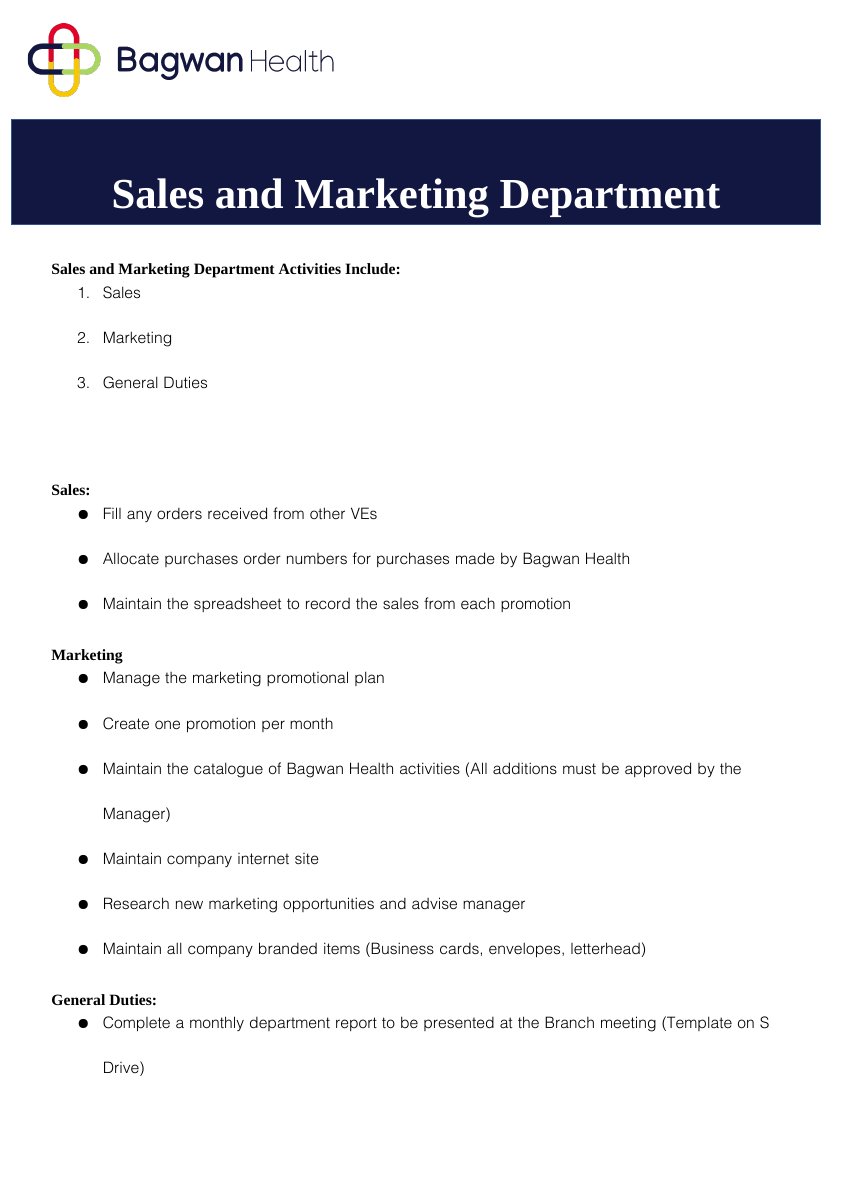 Bagwan Health
Sales and Marketing Department
Sales and Marketing Department Activities Include:
1. Sales
2. Marketing
3. General Duties
Sales:
● Fill any orders received from other VEs
● Allocate purchases order numbers for purchases made by Bagwan Health
● Maintain the spreadsheet to record the sales from each promotion
Marketing
● Manage the marketing promotional plan
● Create one promotion per month
● Maintain the catalogue of Bagwan Health activities (All additions must be approved by the
Manager)
● Maintain company internet site
● Research new marketing opportunities and advise manager
● Maintain all company branded items (Business cards, envelopes, letterhead)
General Duties:
● Complete a monthly department report to be presented at the Branch meeting (Template on S
Drive)